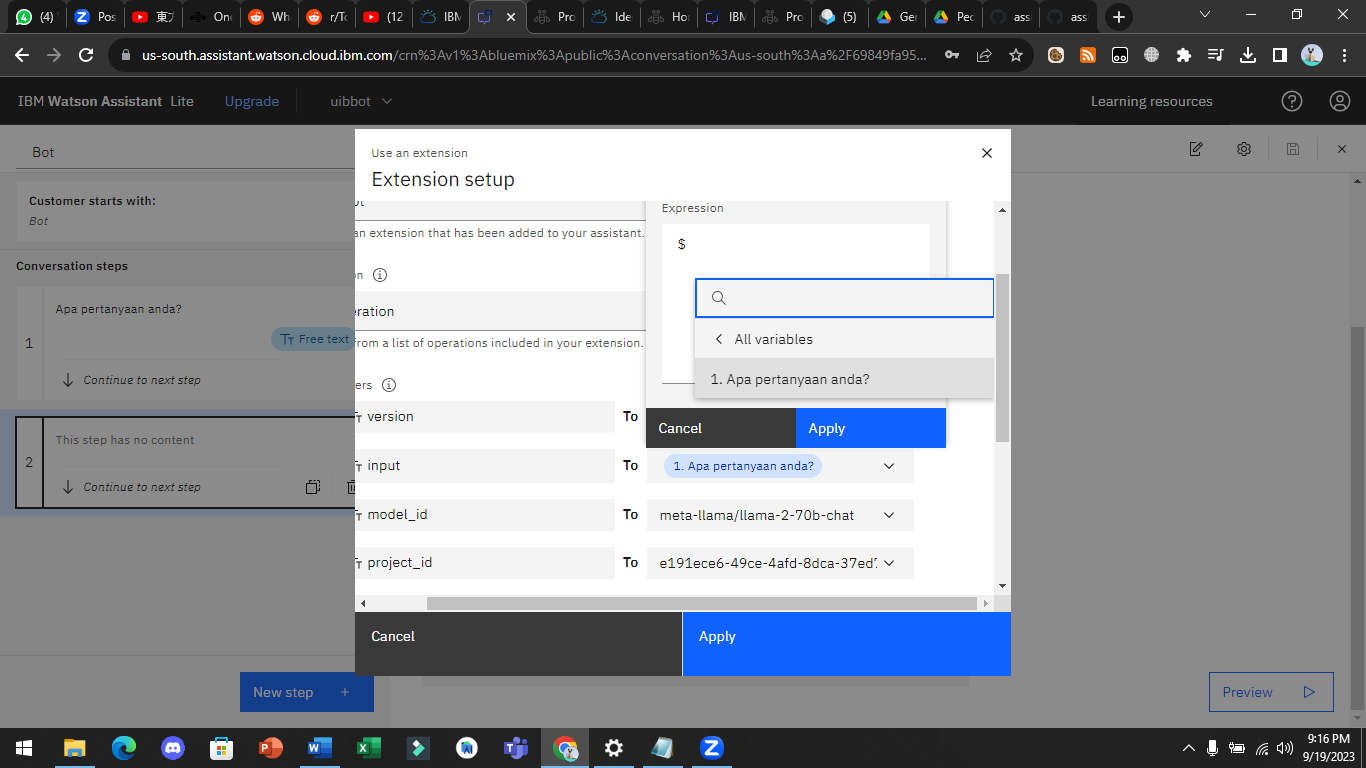 (4)
Pos
東方
On
Wh
r/To
(12
IBM
Pro
Ide
Ho
IBM
Pro
(5)
Ger
Ped
ass
ass
us-south.assistant.watson.cloud.ibm.com/crn%3Av1%3Abluemix%3Apublic%3Aconversation%3Aus-south%3Aa%2F69849fa95...
IBM Watson Assistant Lite
Upgrade
uibbot
Learning resources
Bot
Customer starts with:
Bot
Conversation steps
1
Apa pertanyaan anda?
Free text
Continue to next step
2
This step has no content
Continue to next step
New step +
Preview
Use an extension
Extension setup
an extension that has been added to your assistant.
eration
from a list of operations included in your extension.
ers
Expression
$
All variables
1. Apa pertanyaan anda?
Cancel
Apply
version
To
input
To
1. Apa pertanyaan anda?
model_id
To
meta-llama/llama-2-70b-chat
project_id
To
e191ece6-49ce-4afd-8dca-37ed7
Cancel
Apply
9:16 PM
9/19/2023